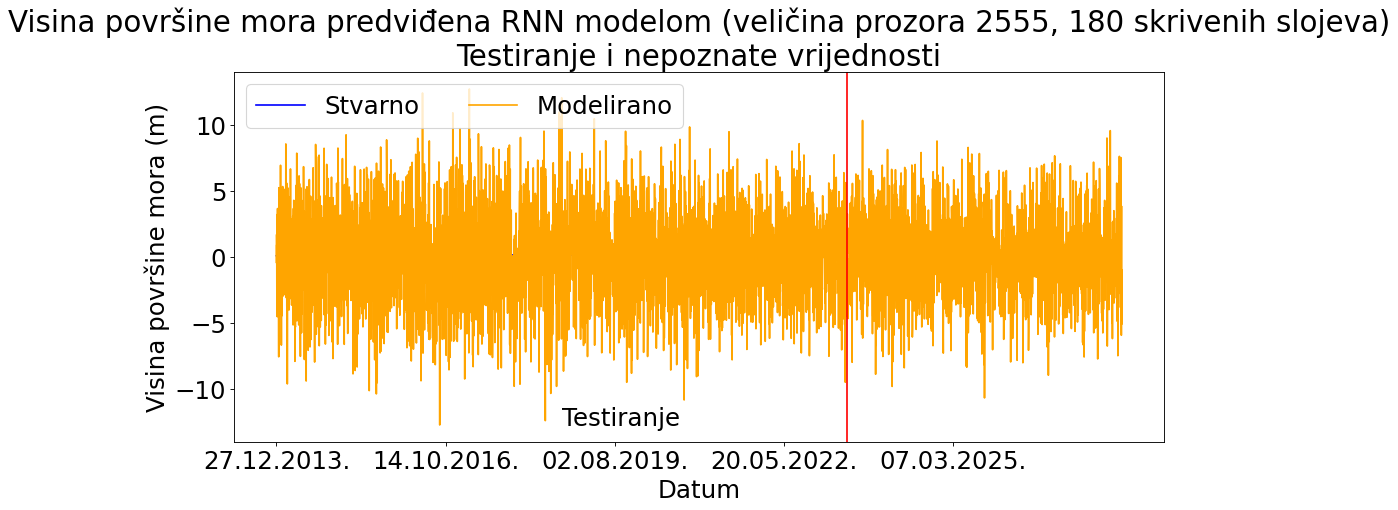 Visina površine mora predviđena RNN modelom (veličina prozora 2555, 180 skrivenih slojeva)
Testiranje i nepoznate vrijednosti
Stvarno Modelirano
Visina površine mora (m)
10
5
0
−5
−10
Testiranje
27.12.2013. 14.10.2016. 02.08.2019. 20.05.2022. 07.03.2025.
Datum